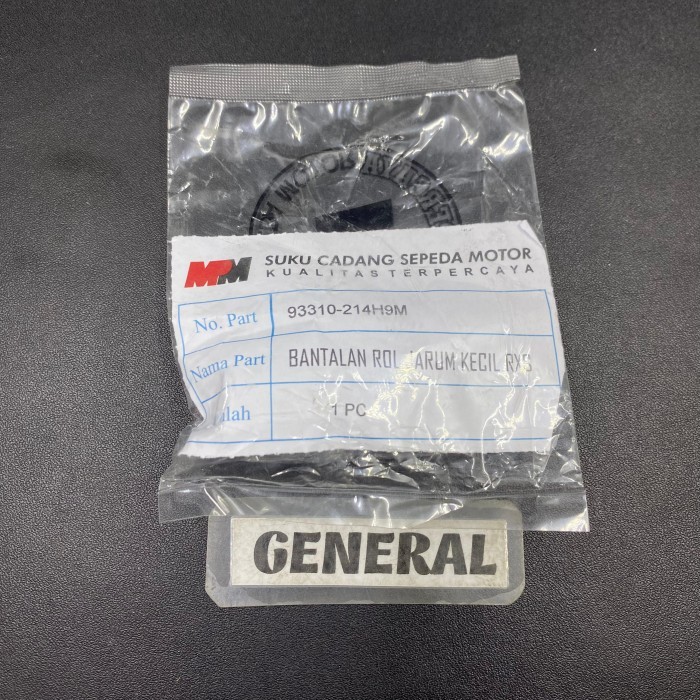 MM SUKU CADANG SEPEDA MOTOR
KUALITAS TERPERCAYA
No. Part 93310-214H9M
Nama Part BANTALAN ROL JARUM KECIL RXS
1 PC
GENERAL